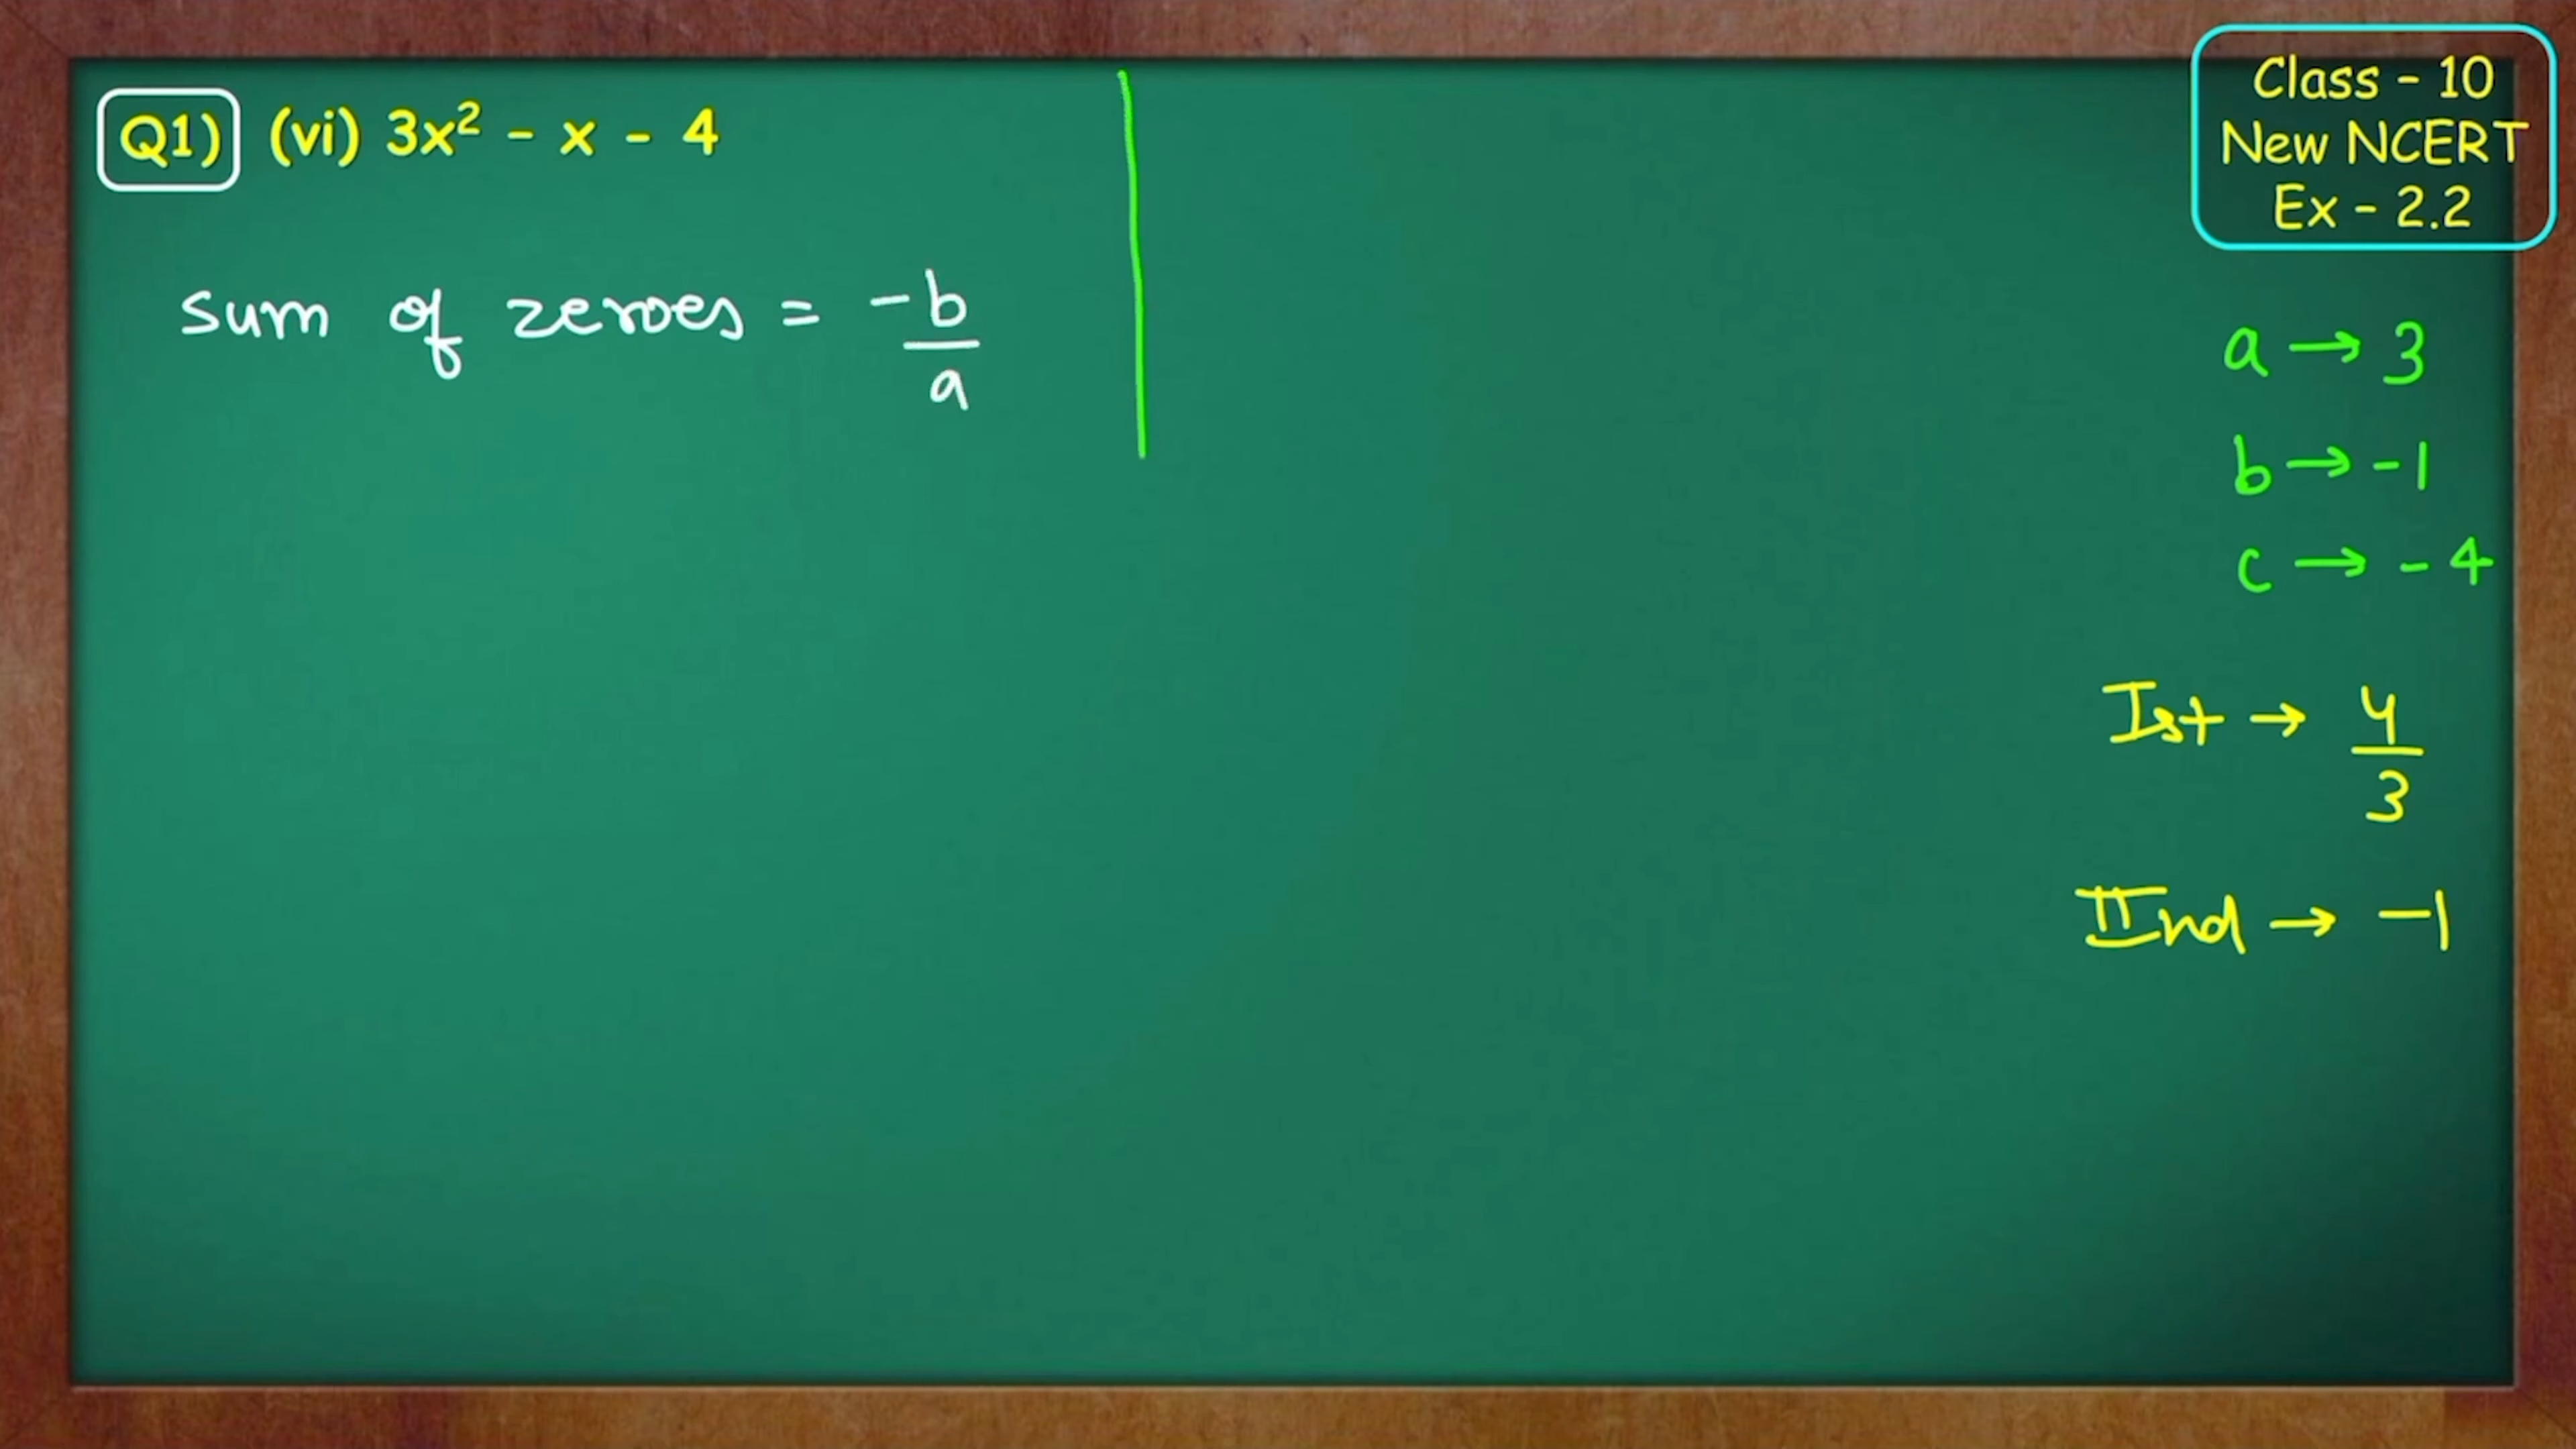 Q1) (vi) 3x² - x - 4
Class - 10
New NCERT
Ex - 2.2
sum of zeroes = -b/a
a → 3
b → -1
c → -4
Ist → 4/3
IInd → -1